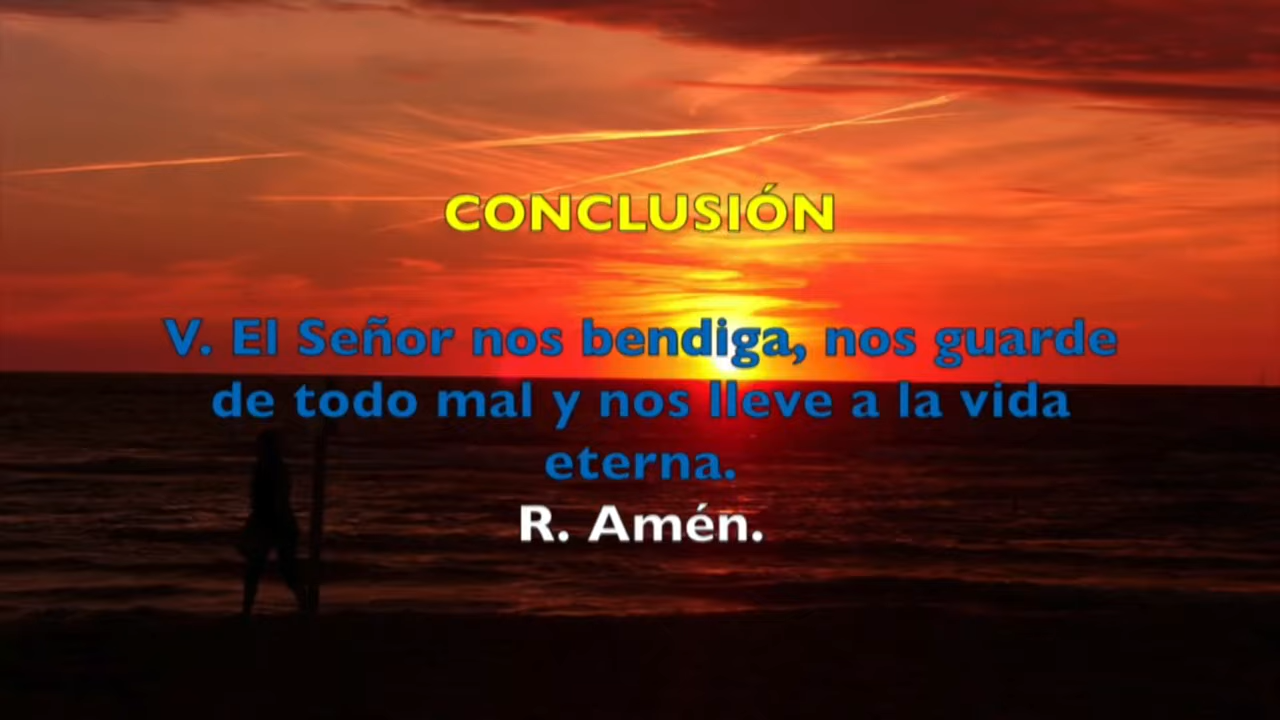 CONCLUSIÓN
V. El Señor nos bendiga, nos guarde
de todo mal y nos lleve a la vida
eterna.
R. Amén.